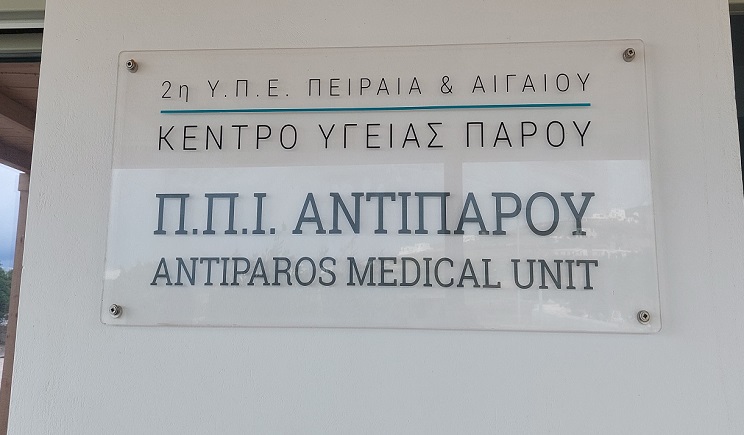 2η Υ.Π.Ε. ΠΕΙΡΑΙΑ & ΑΙΓΑΙΟΥ
ΚΕΝΤΡΟ ΥΓΕΙΑΣ ΠΑΡΟΥ
Π.Π.Ι. ΑΝΤΙΠΑΡΟΥ
ANTIPAROS MEDICAL UNIT